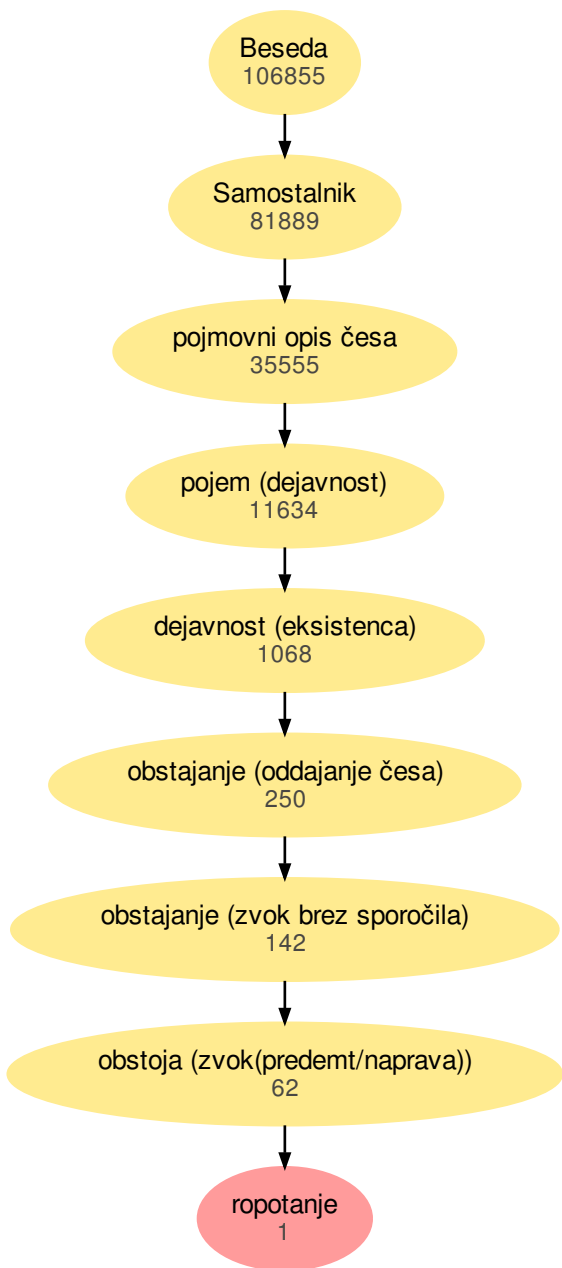 Beseda
106855
Samostalnik
81889
pojmovni opis česa
35555
pojem (dejavnost)
11634
dejavnost (eksistenca)
1068
obstajanje (oddajanje česa)
250
obstajanje (zvok brez sporočila)
142
obstoja (zvok(predemt/naprava))
62
ropotanje
1